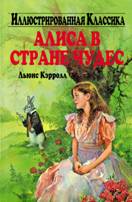 Иллюстрированная Классика
АЛИСА В
СТРАНЕ ЧУДЕС
Льюис Кэрролл